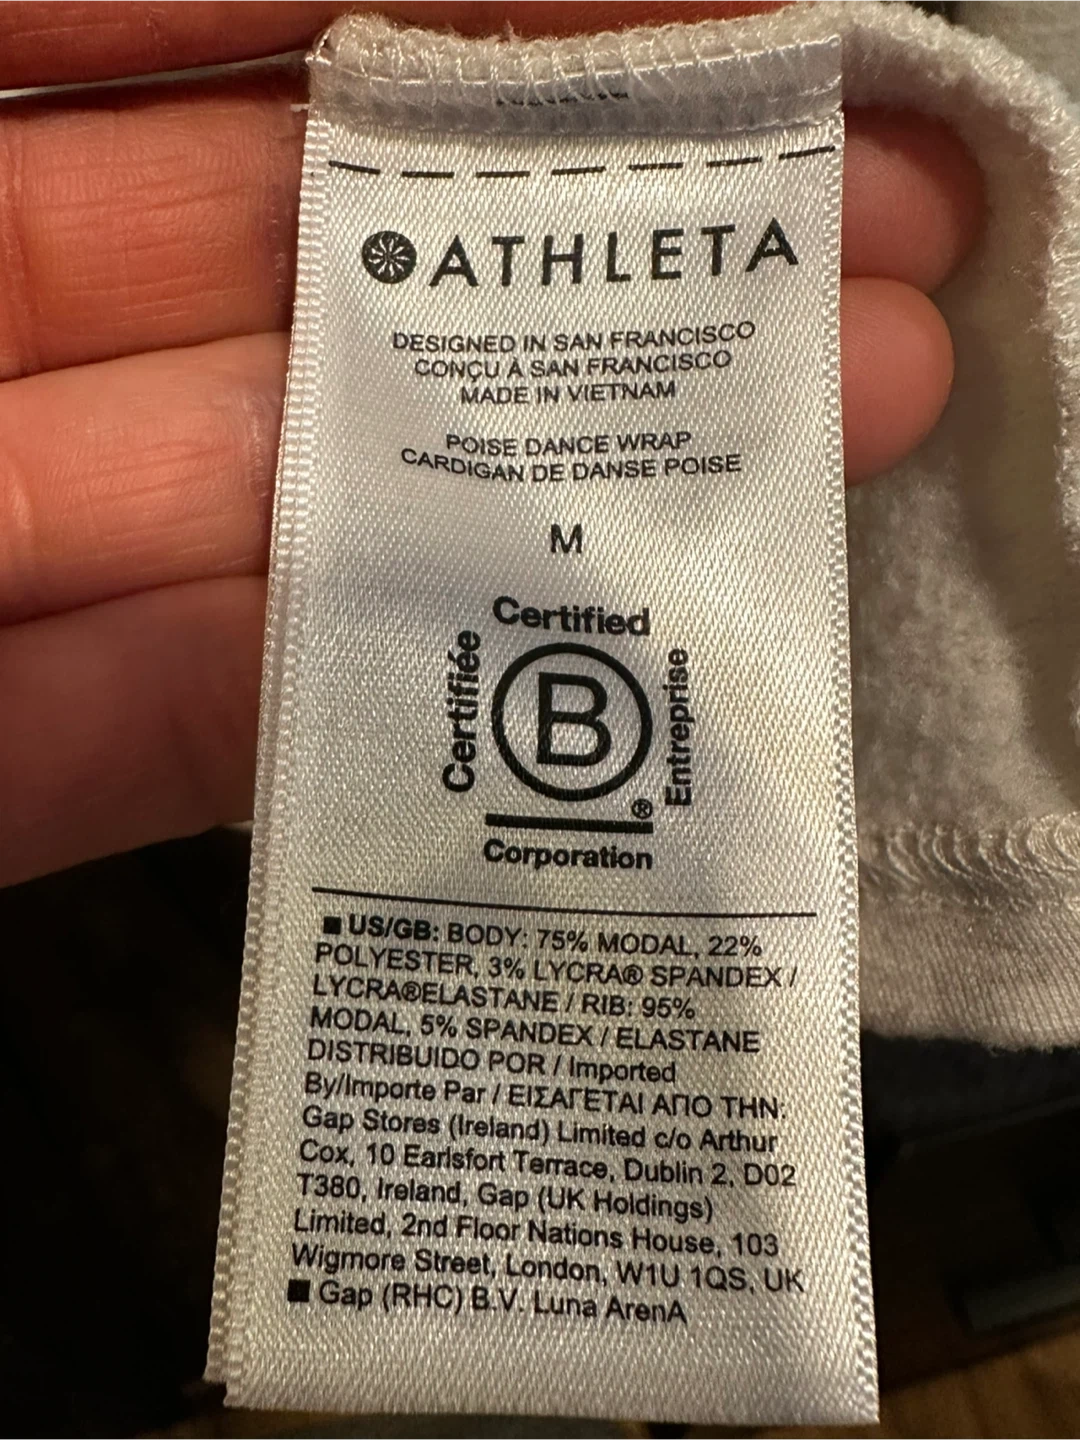 ATHLETA
DESIGNED IN SAN FRANCISCO
CONÇU À SAN FRANCISCO
MADE IN VIETNAM
POISE DANCE WRAP
CARDIGAN DE DANSE POISE
M
Certified
Certifiée
B
Entreprise
®
Corporation
■ US/GB: BODY: 75% MODAL, 22%
POLYESTER, 3% LYCRA® SPANDEX /
LYCRA®ELASTANE / RIB: 95%
MODAL, 5% SPANDEX / ELASTANE
DISTRIBUIDO POR / Imported
By/Importe Par / ΕΙΣΑΓΕΤΑΙ ΑΠΟ ΤΗΝ:
Gap Stores (Ireland) Limited c/o Arthur
Cox, 10 Earlsfort Terrace, Dublin 2, D02
T380, Ireland, Gap (UK Holdings)
Limited, 2nd Floor Nations House, 103
Wigmore Street, London, W1U 1QS, UK
■ Gap (RHC) B.V. Luna ArenA